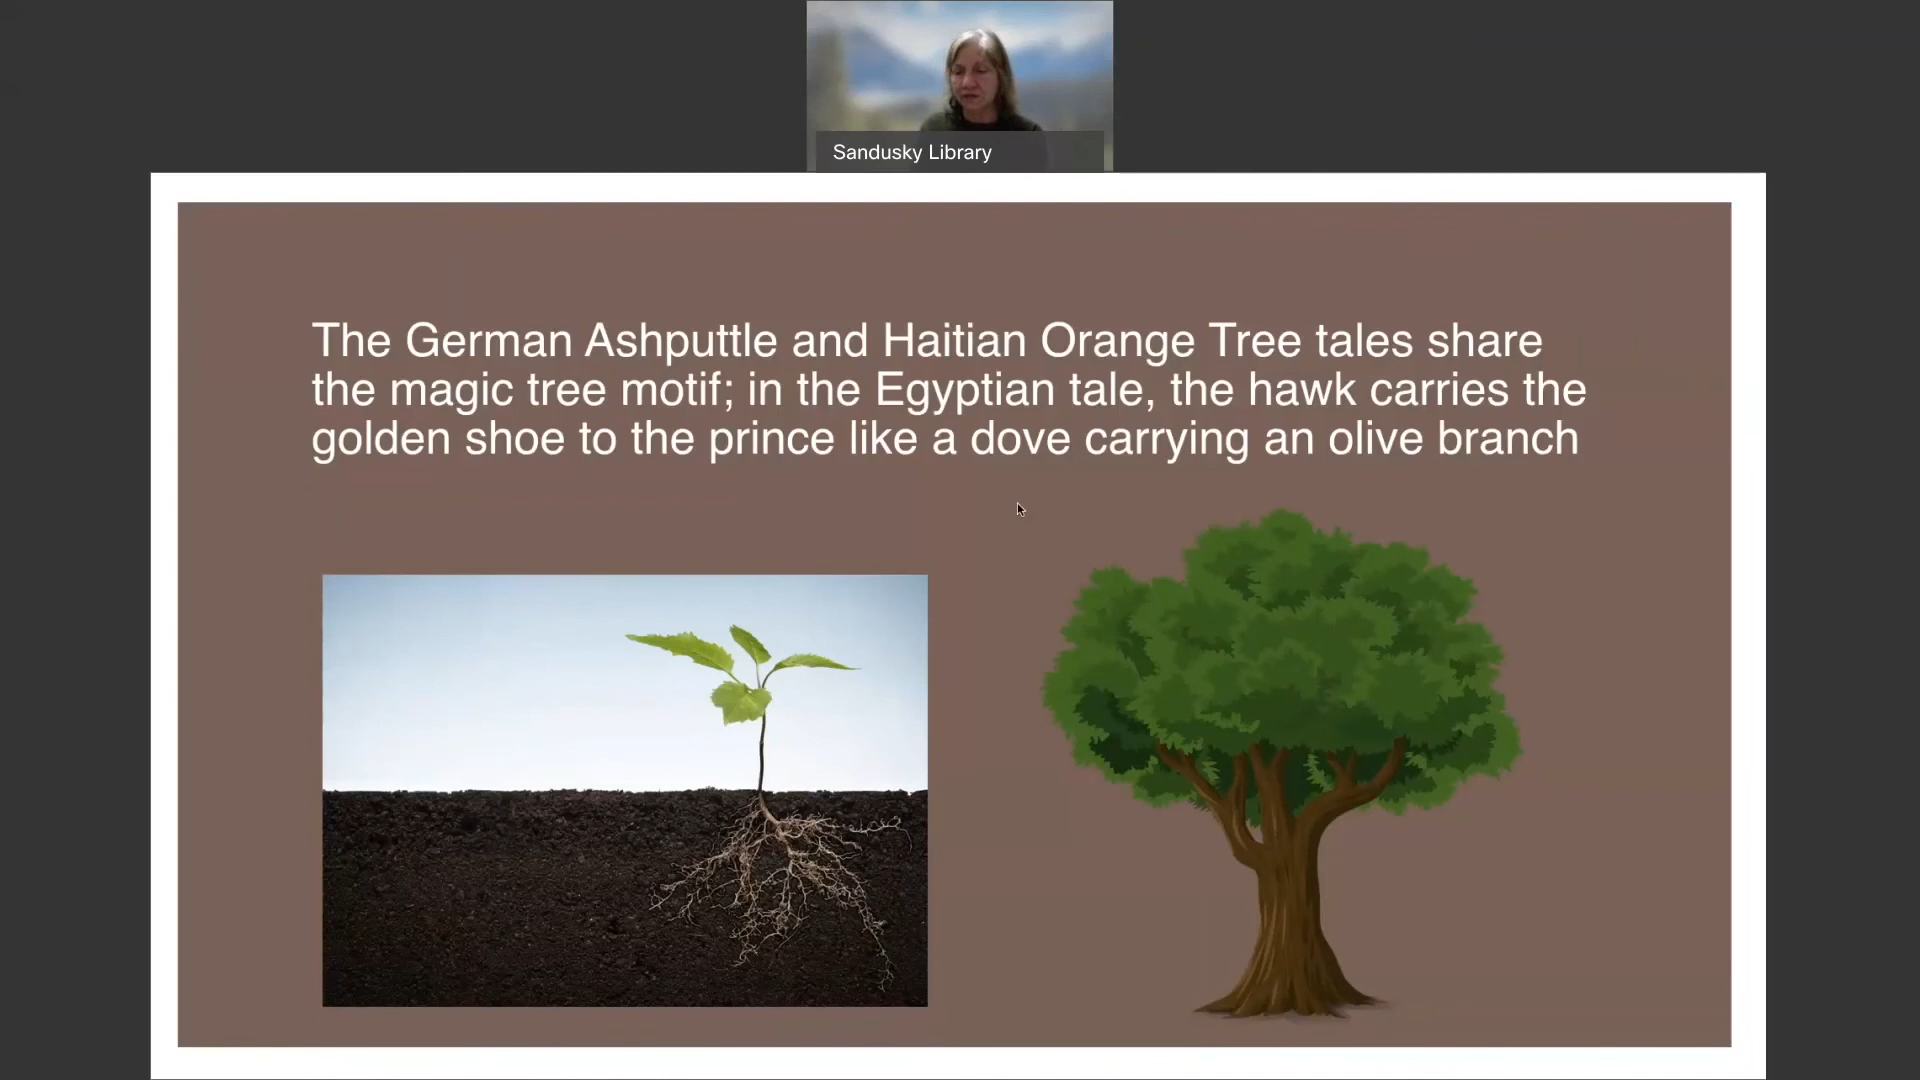 Sandusky Library
The German Ashputtle and Haitian Orange Tree tales share
the magic tree motif; in the Egyptian tale, the hawk carries the
golden shoe to the prince like a dove carrying an olive branch